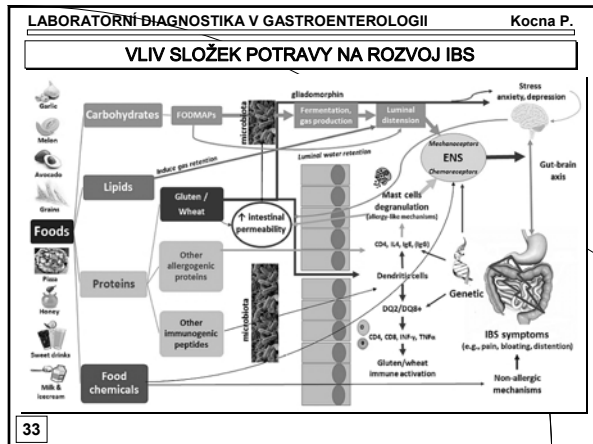 LABORATORNÍ DIAGNOSTIKA V GASTROENTEROLOGII Kocna P.
VLIV SLOŽEK POTRAVY NA ROZVOJ IBS
Garlic
Melon
Avocado
Grains
Foods
Pizza
Honey
Sweet drinks
Milk &
icecream
Carbohydrates
FODMAPs
microbiota
gliadomorphin
Fermentation,
gas production
Luminal
distension
Stress
anxiety, depression
Induce gas retention
Luminal water retention
Lipids
Gluten /
Wheat
↑ intestinal
permeability
Mechanoceptors
ENS
Chemoreceptors
Gut-brain
axis
Mast cells
degranulation
(allergy-like mechanisms)
Proteins
Other
allergogenic
proteins
CD4, IL4, IgE, (IgG)
Dendritic cells
Genetic
DQ2/DQ8+
microbiota
Other
immunogenic
peptides
CD4, CD8, INF-γ, TNFα
Gluten/wheat
immune activation
IBS symptoms
(e.g., pain, bloating, distention)
Food
chemicals
Non-allergic
mechanisms
33